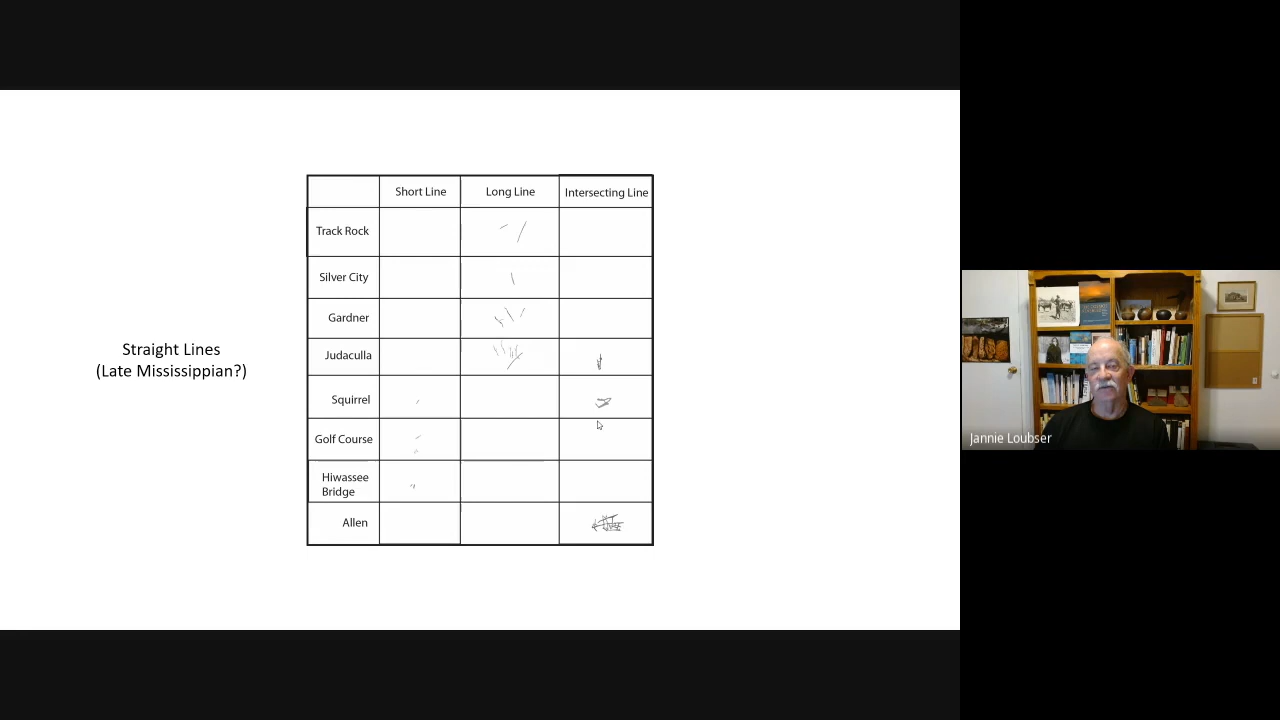 Straight Lines
(Late Mississippian?)
Short Line Long Line Intersecting Line
Track Rock
Silver City
Gardner
Judaculla
Squirrel
Golf Course
Hiwassee
Bridge
Allen
Jannie Loubser